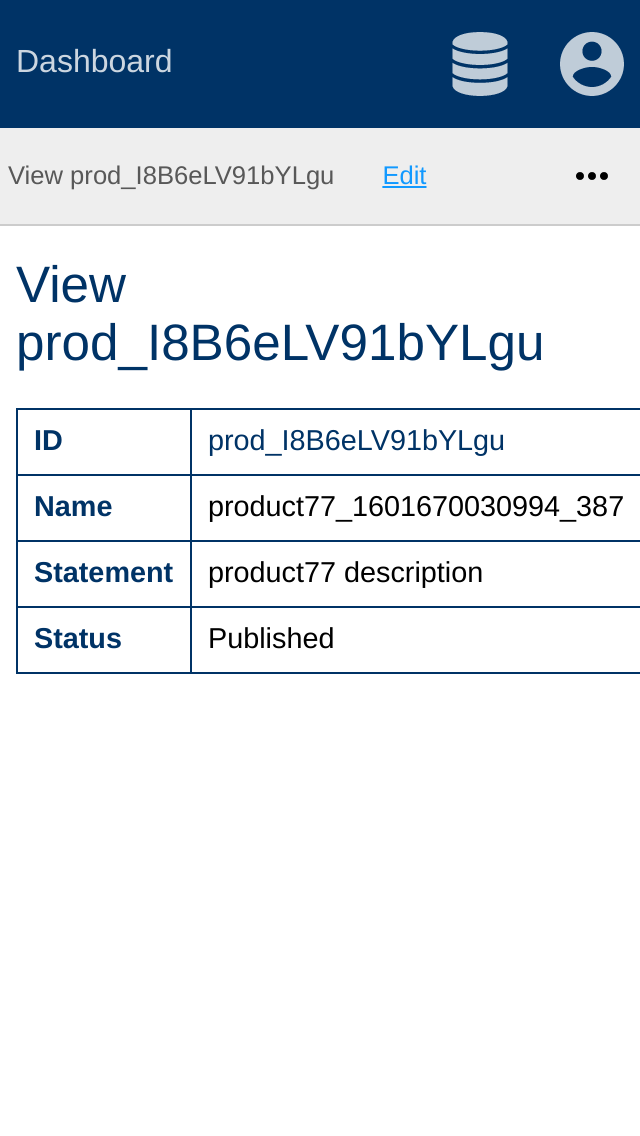 Dashboard
View prod_I8B6eLV91bYLgu Edit
View
prod_I8B6eLV91bYLgu
ID prod_I8B6eLV91bYLgu
Name product77_1601670030994_387
Statement product77 description
Status Published